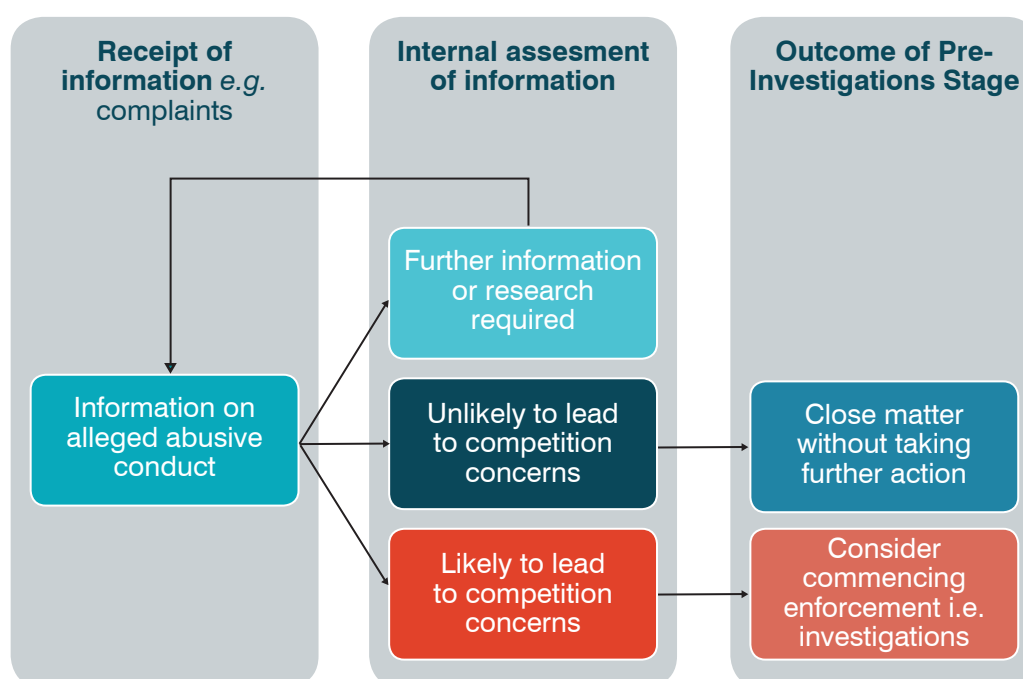 Receipt of
information e.g.
complaints
Internal assesment
of information
Outcome of Pre-
Investigations Stage
Further information
or research
required
Information on
alleged abusive
conduct
Unlikely to lead
to competition
concerns
Close matter
without taking
further action
Likely to lead
to competition
concerns
Consider
commencing
enforcement i.e.
investigations